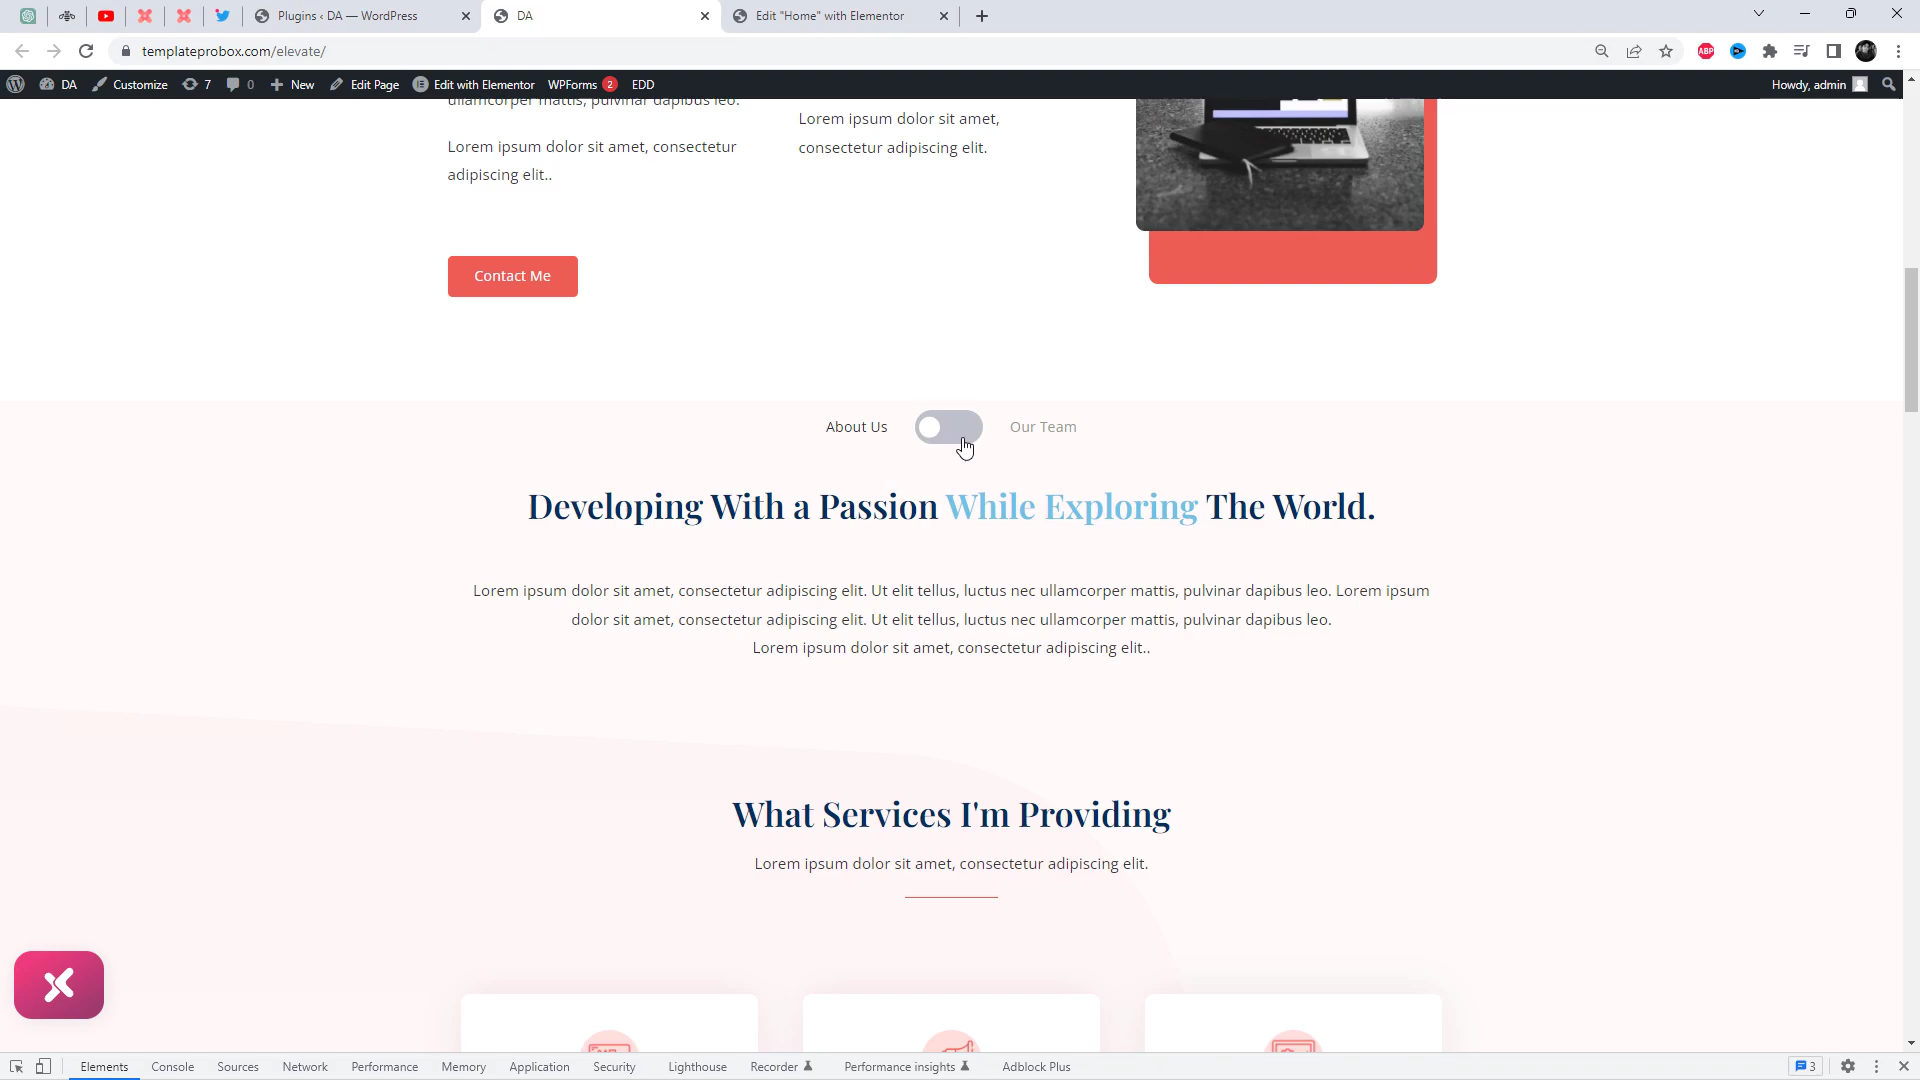 Plugins ‹ DA — WordPress
DA
Edit "Home" with Elementor
templateprobox.com/elevate/
ABP
DA
Customize
7
0
New
Edit Page
Edit with Elementor
WPForms 2
EDD
Howdy, admin
ullamcorper mattis, pulvinar dapibus leo.
Lorem ipsum dolor sit amet, consectetur
adipiscing elit..
Lorem ipsum dolor sit amet,
consectetur adipiscing elit.
Contact Me
About Us
Our Team
Developing With a Passion While Exploring The World.
Lorem ipsum dolor sit amet, consectetur adipiscing elit. Ut elit tellus, luctus nec ullamcorper mattis, pulvinar dapibus leo. Lorem ipsum
dolor sit amet, consectetur adipiscing elit. Ut elit tellus, luctus nec ullamcorper mattis, pulvinar dapibus leo.
Lorem ipsum dolor sit amet, consectetur adipiscing elit..
What Services I'm Providing
Lorem ipsum dolor sit amet, consectetur adipiscing elit.
Elements
Console
Sources
Network
Performance
Memory
Application
Security
Lighthouse
Recorder
Performance insights
Adblock Plus
3